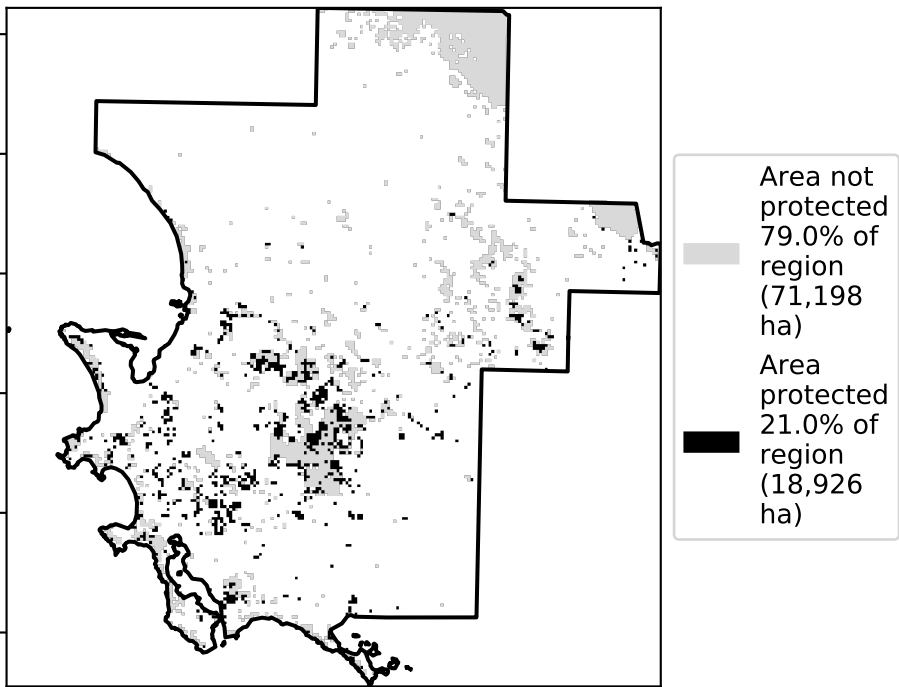 Area not
protected
79.0% of
region
(71,198
ha)
Area
protected
21.0% of
region
(18,926
ha)